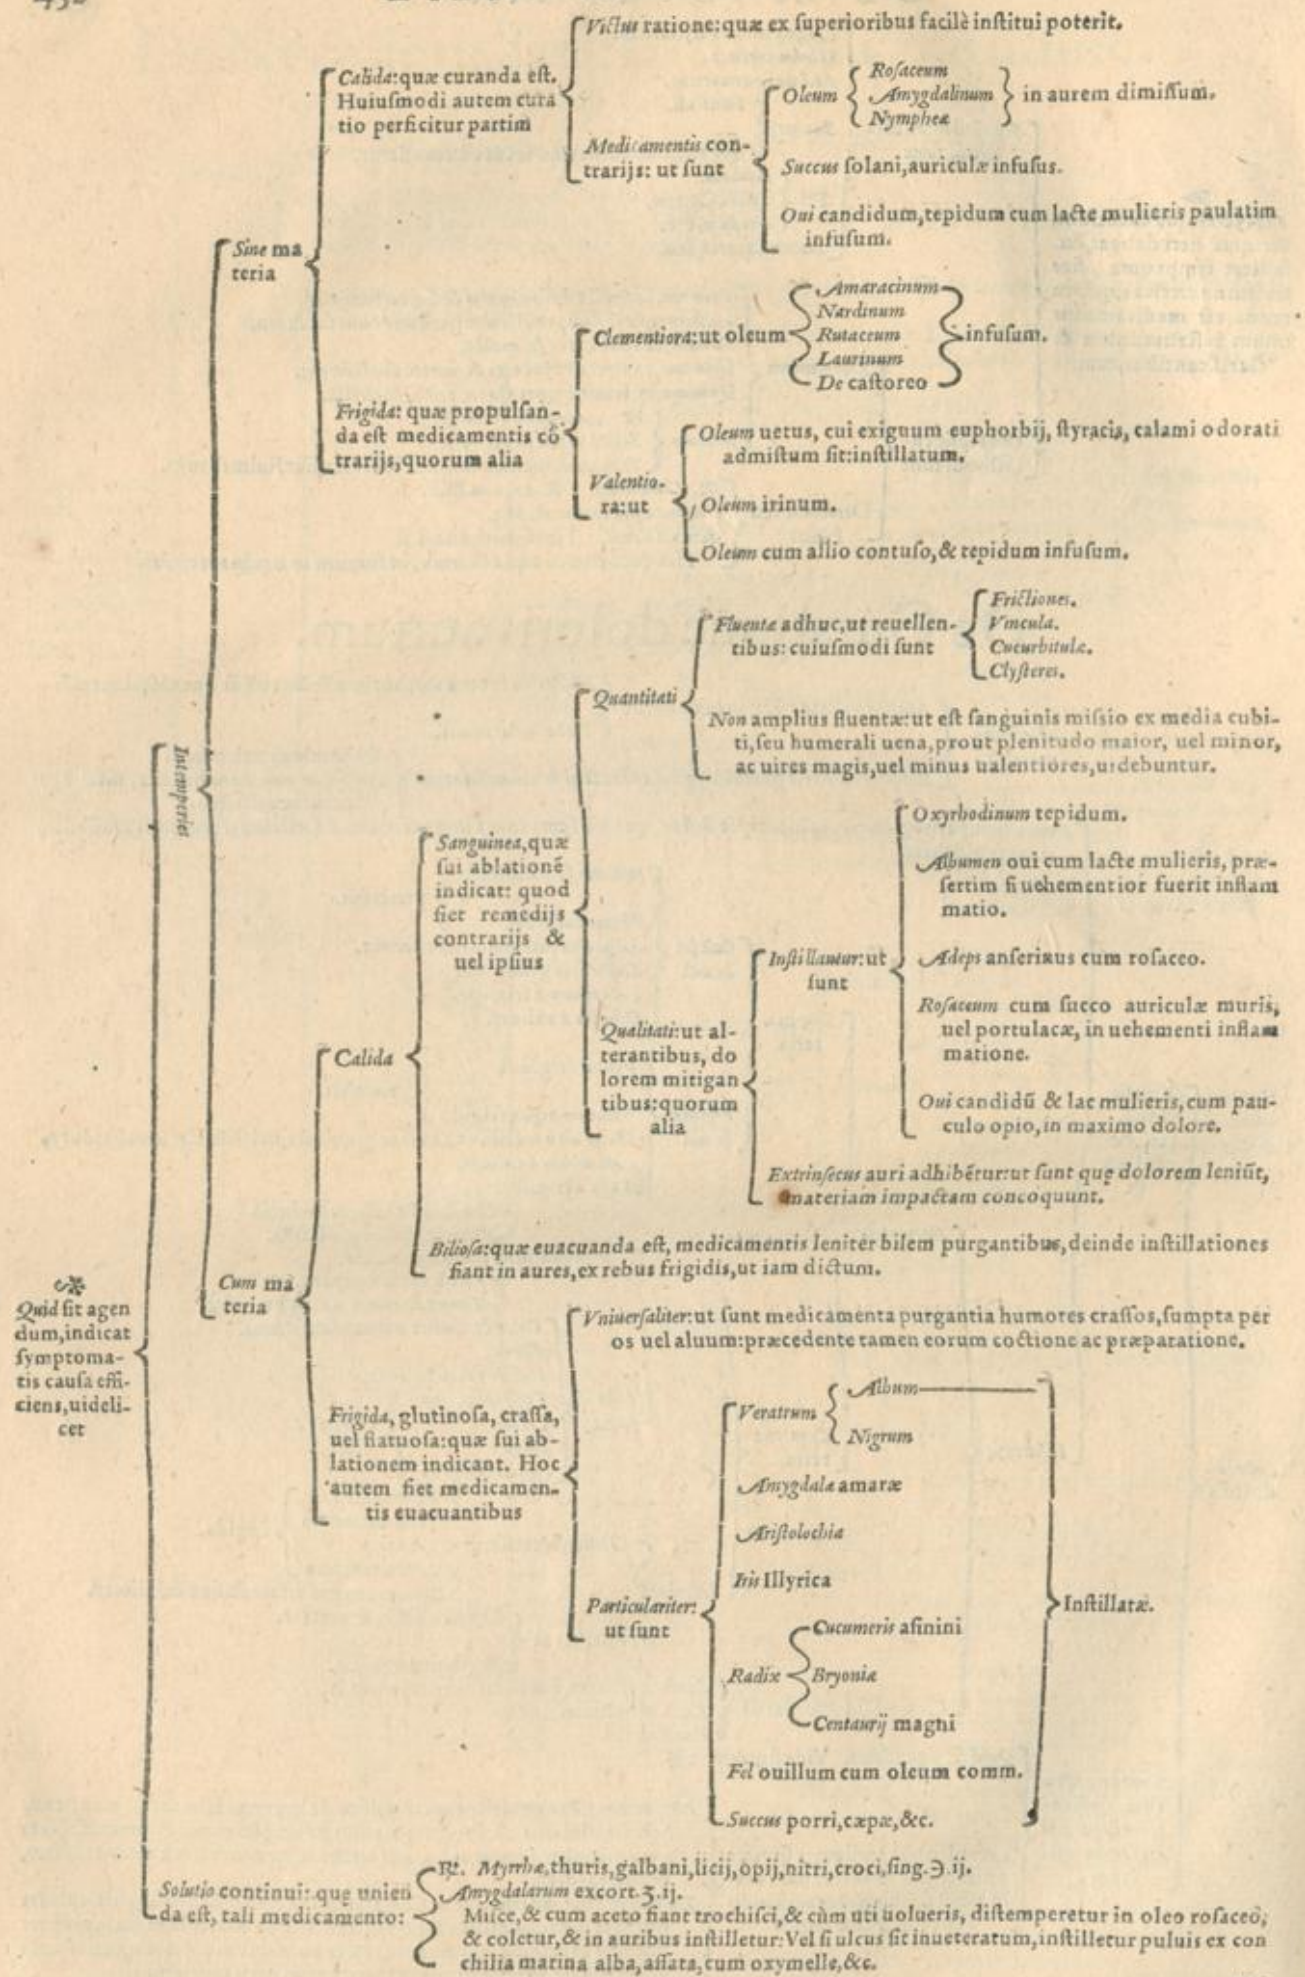 Victus ratione: quæ ex ſuperioribus facilè inſtitui poterit.
Calida: quæ curanda eſt.
Huiuſmodi autem cura
tio perficitur partim
Medicamentis con-
trarijs: ut ſunt
Oleum
Roſaceum
Amygdalinum
Nympheæ
in aurem dimiſſum.
Succus ſolani, auriculæ infuſus.
Oui candidum, tepidum cum lacte mulieris paulatim
infuſum.
Sine ma
teria
Frigida: quæ propulſan-
da eſt medicamentis cō
trarijs, quorum alia
Clementiora: ut oleum
Amaracinum
Nardinum
Rutaceum
Laurinum
De caſtoreo
infuſum.
Valentio-
ra: ut
Oleum uetus, cui exiguum euphorbij, ſtyracis, calami odorati
admiſtum ſit: inſtillatum.
Oleum irinum.
Oleum cum allio contuſo, & tepidum infuſum.
Intemperies
Cum ma
teria
Calida
Sanguinea, quæ
ſui ablationē
indicat: quod
fiet remedijs
contrarijs &
uel ipſius
Quantitati
Fluentæ adhuc, ut reuellen-
tibus: cuiuſmodi ſunt
Frictiones.
Vincula.
Cucurbitulæ.
Clyſteres.
Non amplius fluentæ: ut eſt ſanguinis miſsio ex media cubi-
ti, ſeu humerali uena, prout plenitudo maior, uel minor,
ac uires magis, uel minus ualentiores, uidebuntur.
Qualitati: ut al-
terantibus, do
lorem mitigan
tibus: quorum
alia
Inſtillantur: ut
ſunt
Oxyrhodinum tepidum.
Albumen oui cum lacte mulieris, præ-
ſertim ſi uehementior fuerit inflam
matio.
Adeps anſerinus cum roſaceo.
Roſaceum cum ſucco auriculæ muris,
uel portulacæ, in uehementi inflam
matione.
Oui candidū & lac mulieris, cum pau-
culo opio, in maximo dolore.
Extrinſecus auri adhibētur: ut ſunt quę dolorem leniūt,
materiam impactam concoquunt.
Bilioſa: quæ euacuanda eſt, medicamentis leniter bilem purgantibus, deinde inſtillationes
fiant in aures, ex rebus frigidis, ut iam dictum.
Frigida, glutinoſa, craſſa,
uel flatuoſa: quæ ſui ab-
lationem indicant. Hoc
autem fiet medicamen-
tis euacuantibus
Vniuerſaliter: ut ſunt medicamenta purgantia humores craſſos, ſumpta per
os uel aluum: præcedente tamen eorum coctione ac præparatione.
Particulariter:
ut ſunt
Veratrum
Album
Nigrum
Amygdalæ amaræ
Ariſtolochia
Iris Illyrica
Radix
Cucumeris aſinini
Bryoniæ
Centaurij magni
Fel ouillum cum oleum comm.
Succus porri, cæpæ, &c.
Inſtillatæ.
Quid ſit agen
dum, indicat
ſymptoma-
tis cauſa effi-
ciens, uideli-
cet
Solutio continui: quę unien
da eſt, tali medicamento:
℞. Myrrhæ, thuris, galbani, licij, opij, nitri, croci, ſing. ℈. ij.
Amygdalarum excort. ʒ. ij.
Miſce, & cum aceto fiant trochiſci, & cùm uti uolueris, diſtemperetur in oleo roſaceo,
& coletur, & in auribus inſtilletur: Vel ſi ulcus ſit inueteratum, inſtilletur puluis ex con
chilia marina alba, aſſata, cum oxymelle, &c.